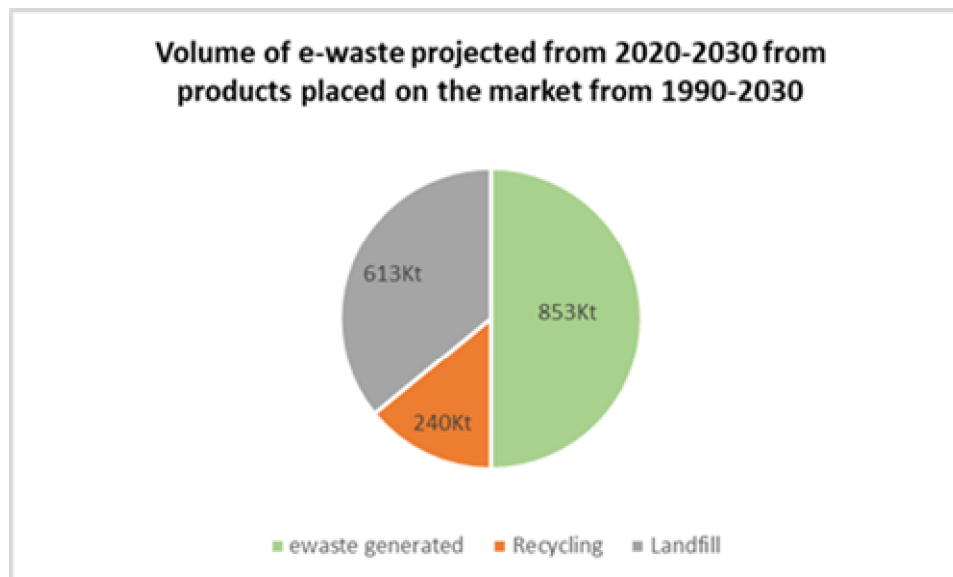 Volume of e-waste projected from 2020-2030 from
products placed on the market from 1990-2030
613Kt
853Kt
240Kt
ewaste generated Recycling Landfill